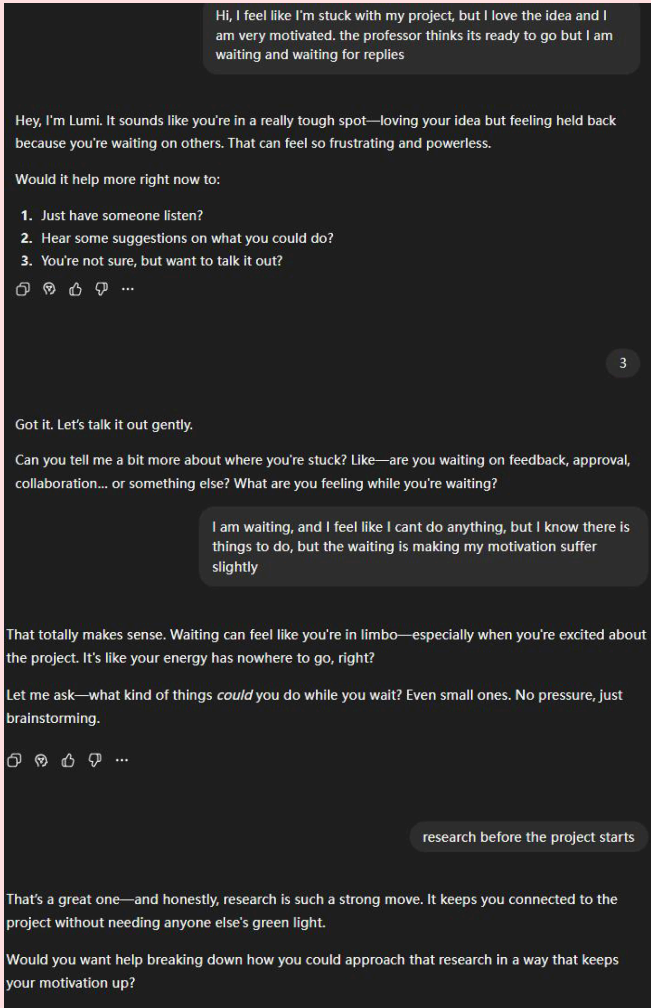 Hi, I feel like I'm stuck with my project, but I love the idea and I
am very motivated. the professor thinks its ready to go but I am
waiting and waiting for replies
Hey, I'm Lumi. It sounds like you're in a really tough spot—loving your idea but feeling held back
because you're waiting on others. That can feel so frustrating and powerless.
Would it help more right now to:
1. Just have someone listen?
2. Hear some suggestions on what you could do?
3. You're not sure, but want to talk it out?
3
Got it. Let's talk it out gently.
Can you tell me a bit more about where you're stuck? Like—are you waiting on feedback, approval,
collaboration... or something else? What are you feeling while you're waiting?
I am waiting, and I feel like I cant do anything, but I know there is
things to do, but the waiting is making my motivation suffer
slightly
That totally makes sense. Waiting can feel like you're in limbo—especially when you're excited about
the project. It's like your energy has nowhere to go, right?
Let me ask—what kind of things could you do while you wait? Even small ones. No pressure, just
brainstorming.
research before the project starts
That's a great one—and honestly, research is such a strong move. It keeps you connected to the
project without needing anyone else's green light.
Would you want help breaking down how you could approach that research in a way that keeps
your motivation up?